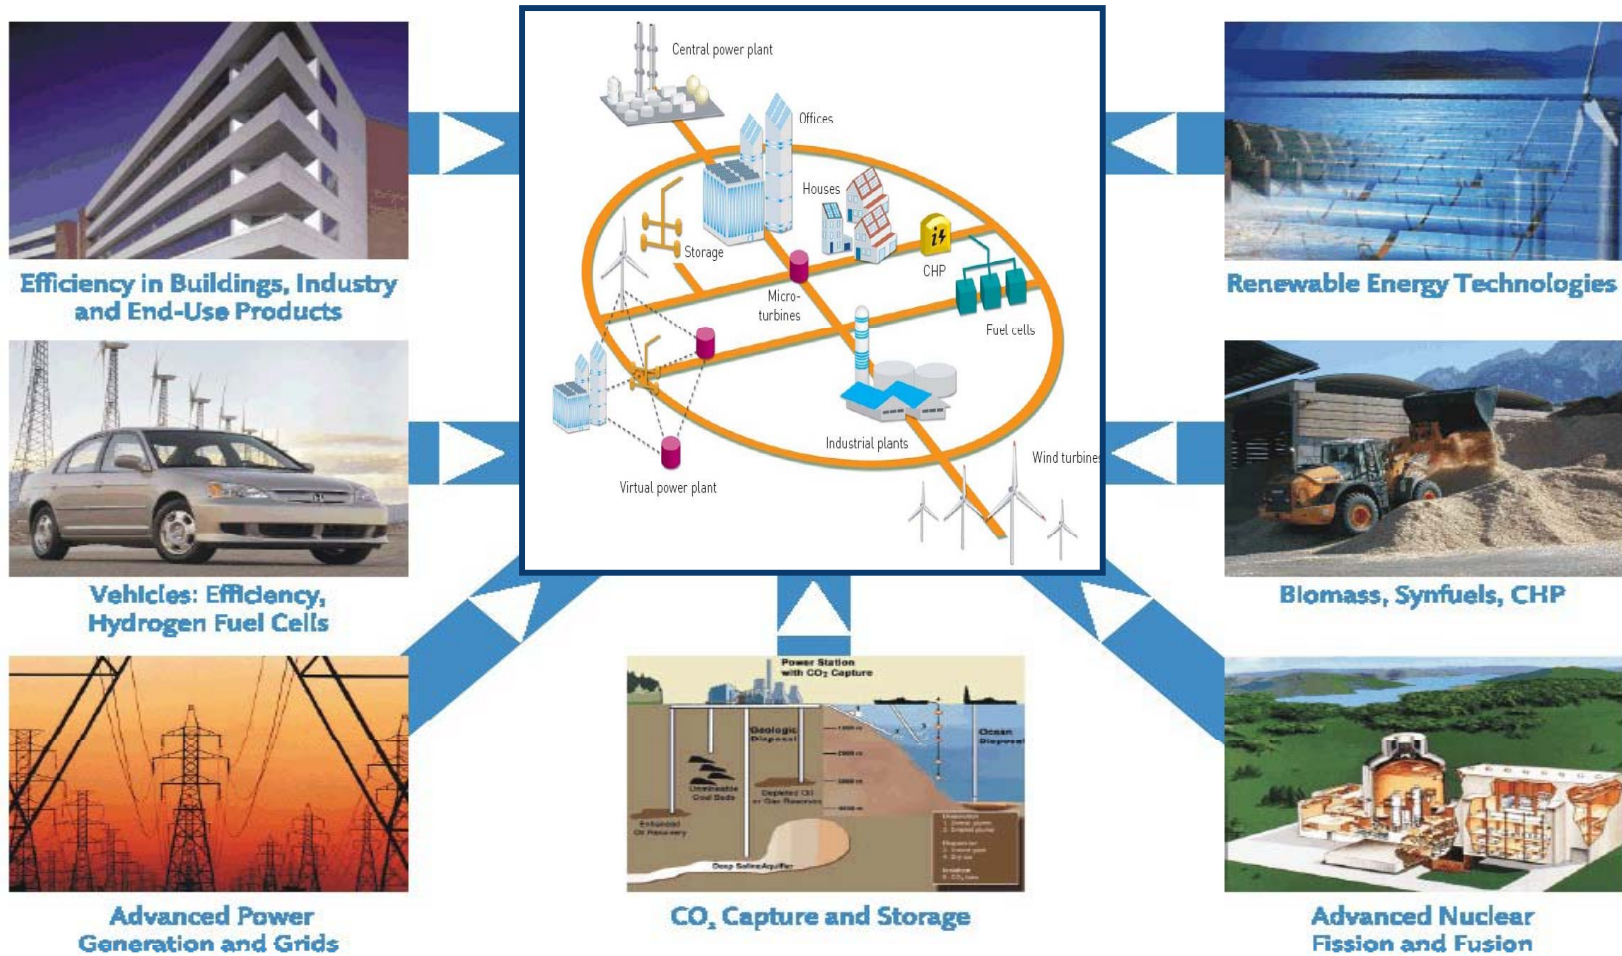 Central power plant
Offices
Houses
Storage
CHP
Micro-
turbines
Fuel cells
Industrial plants
Wind turbines
Virtual power plant
Efficiency in Buildings, Industry
and End-Use Products
Renewable Energy Technologies
Vehicles: Efficiency,
Hydrogen Fuel Cells
Biomass, Synfuels, CHP
Power Station
with CO₂ Capture
Geologic
Disposal
Ocean
Disposal
Unmineable
Coal Beds
Depleted Oil
or Gas Reserves
Enhanced
Oil Recovery
Deep Saline Aquifer
Advanced Power
Generation and Grids
CO₂ Capture and Storage
Advanced Nuclear
Fission and Fusion